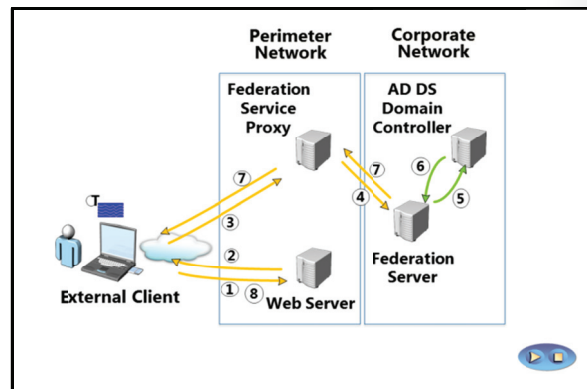 Perimeter
Network
Corporate
Network
Federation
Service
Proxy
AD DS
Domain
Controller
7
3
7
4
6
5
T
2
1
8
External Client
Web Server
Federation
Server